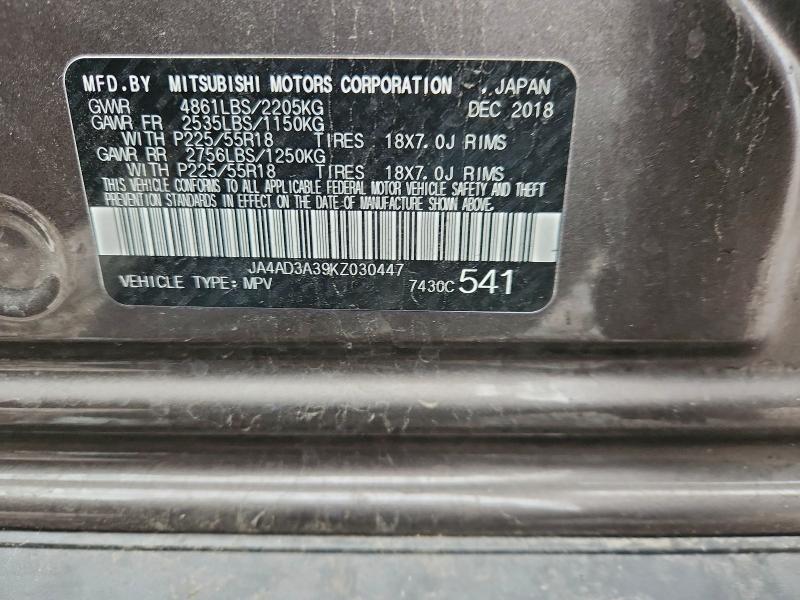 MFD.BY MITSUBISHI MOTORS CORPORATION , JAPAN
GVWR 4861LBS/2205KG DEC 2018
GAWR FR 2535LBS/1150KG
WITH P225/55R18 TIRES 18X7.0J RIMS
GAWR RR 2756LBS/1250KG
WITH P225/55R18 TIRES 18X7.0J RIMS
THIS VEHICLE CONFORMS TO ALL APPLICABLE FEDERAL MOTOR VEHICLE SAFETY AND THEFT
PREVENTION STANDARDS IN EFFECT ON THE DATE OF MANUFACTURE SHOWN ABOVE.
JA4AD3A39KZ030447
VEHICLE TYPE: MPV 7430C 541